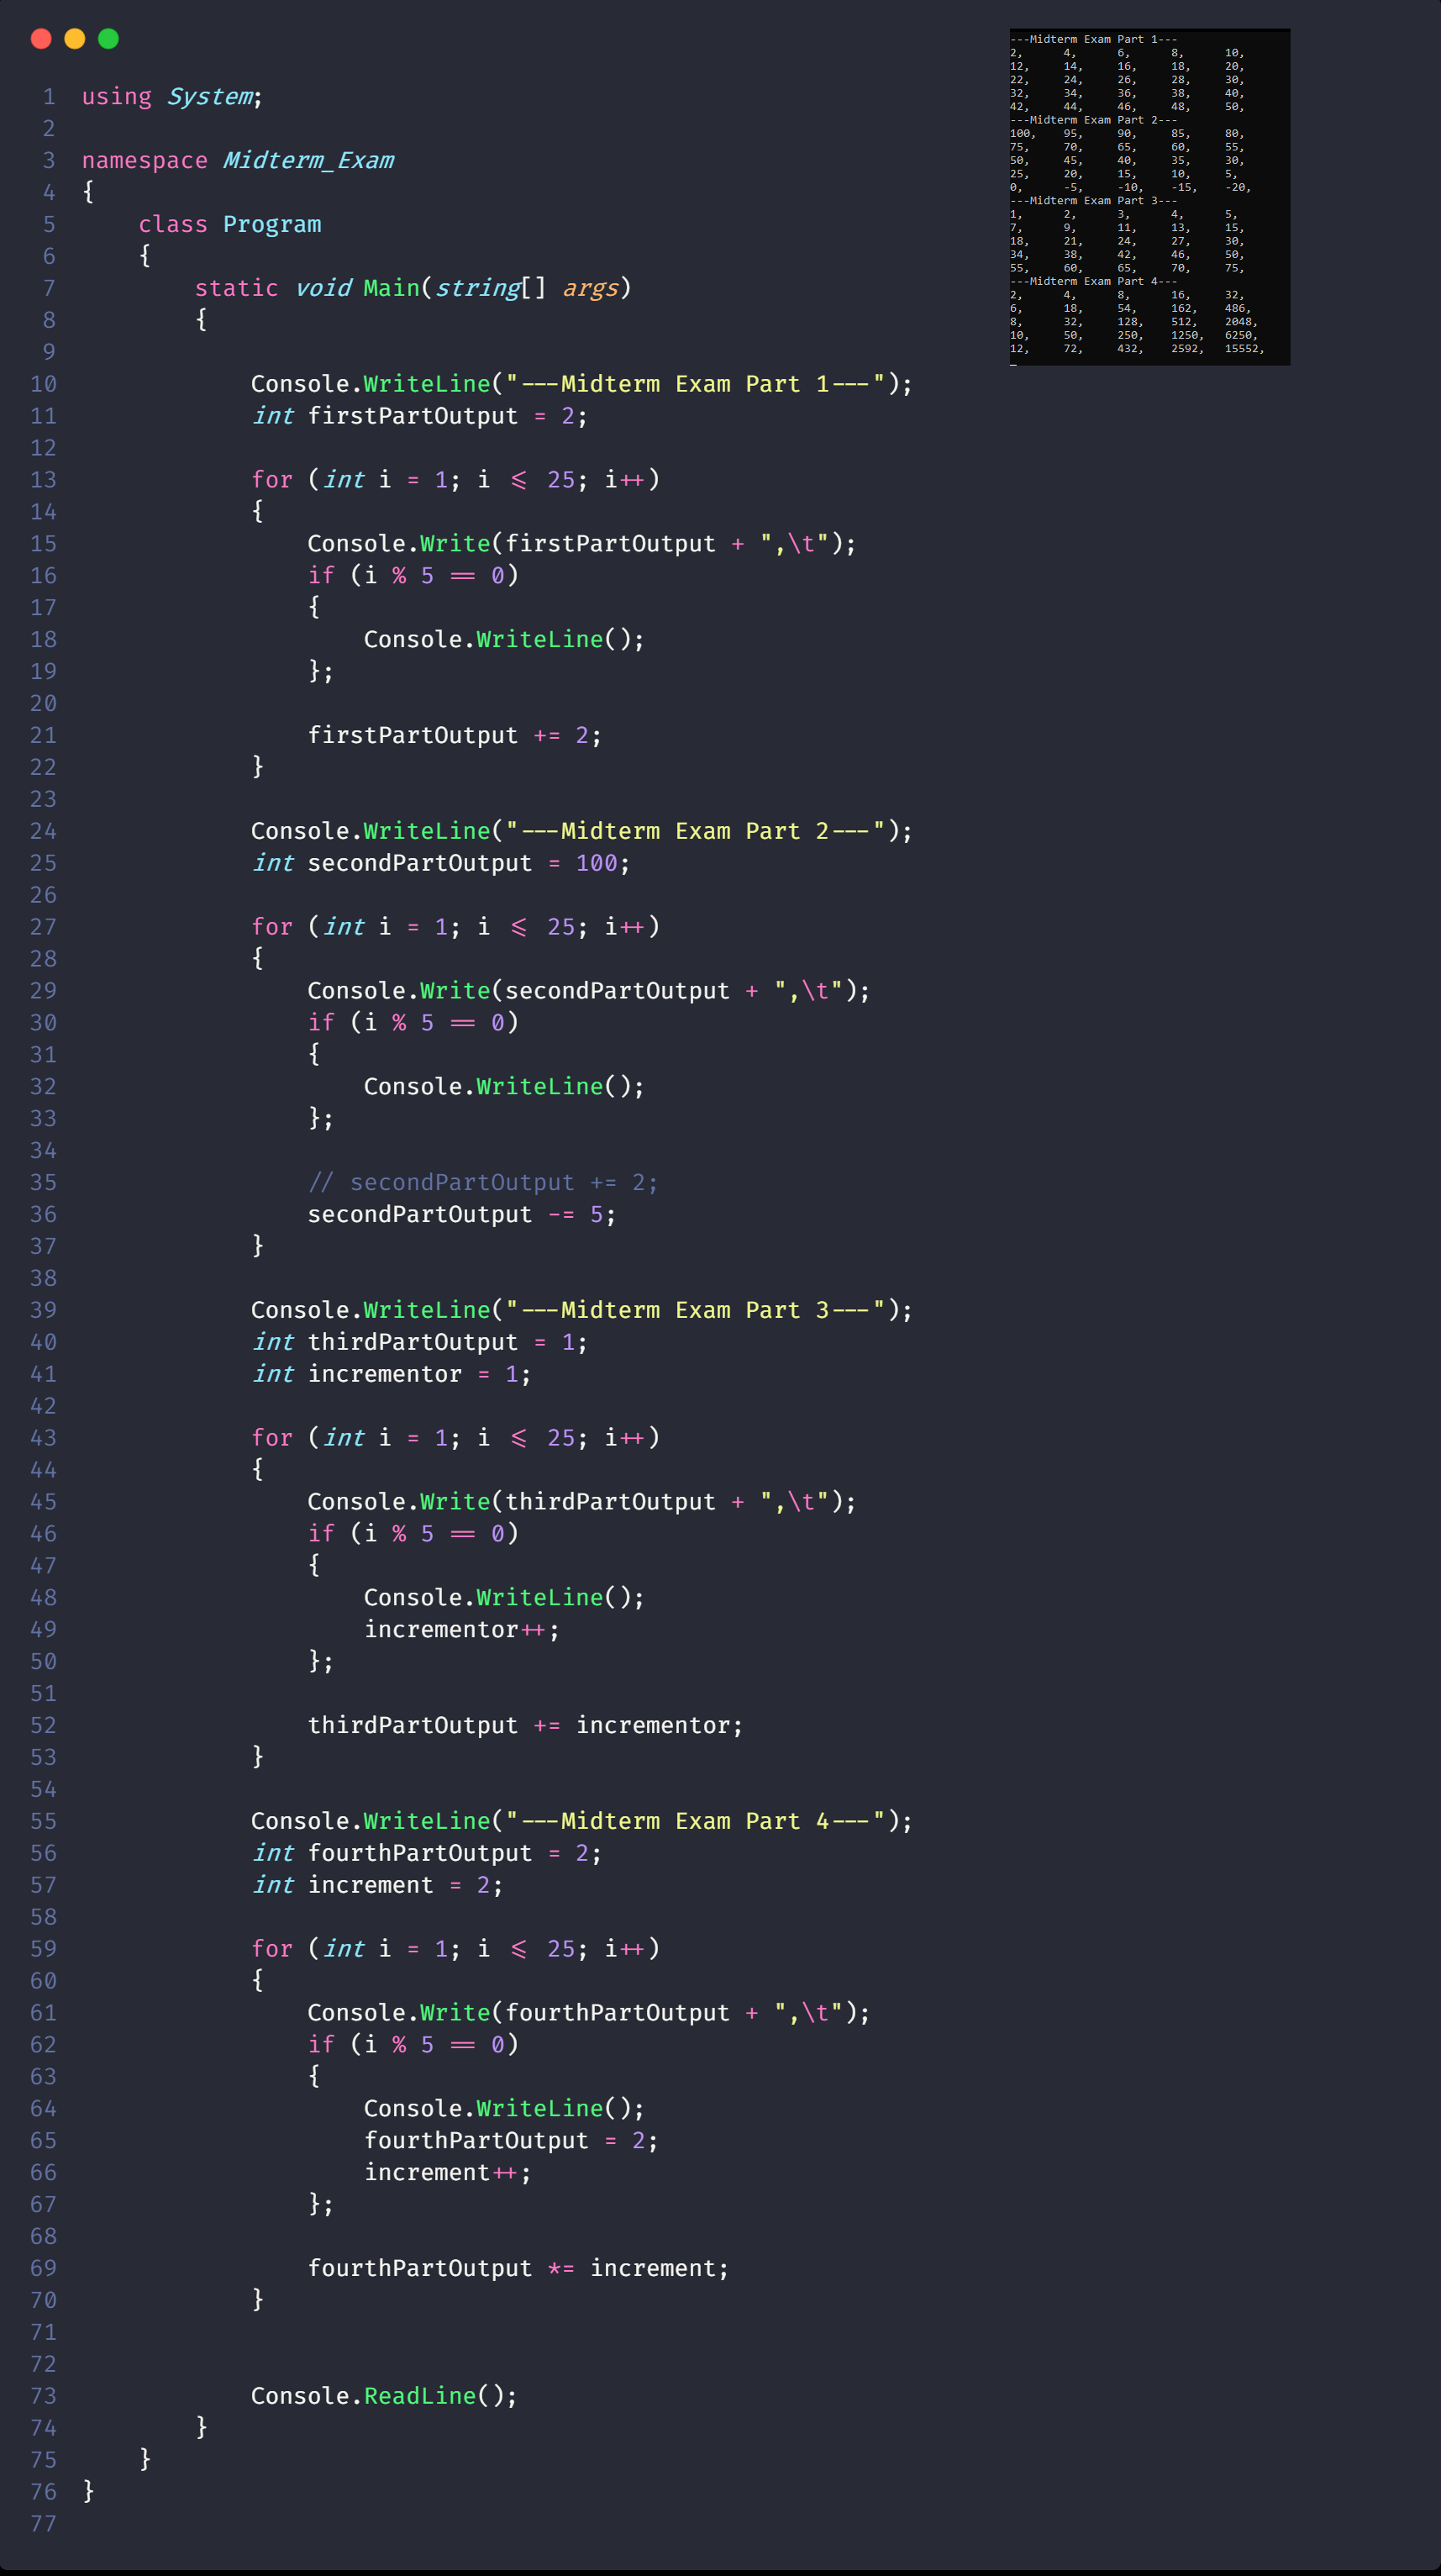 1 using System;
2
3 namespace Midterm_Exam
4 {
5     class Program
6     {
7         static void Main(string[] args)
8         {
9
10             Console.WriteLine("---Midterm Exam Part 1---");
11             int firstPartOutput = 2;
12
13             for (int i = 1; i <= 25; i++)
14             {
15                 Console.Write(firstPartOutput + ",\t");
16                 if (i % 5 == 0)
17                 {
18                     Console.WriteLine();
19                 };
20
21                 firstPartOutput += 2;
22             }
23
24             Console.WriteLine("---Midterm Exam Part 2---");
25             int secondPartOutput = 100;
26
27             for (int i = 1; i <= 25; i++)
28             {
29                 Console.Write(secondPartOutput + ",\t");
30                 if (i % 5 == 0)
31                 {
32                     Console.WriteLine();
33                 };
34
35                 // secondPartOutput += 2;
36                 secondPartOutput -= 5;
37             }
38
39             Console.WriteLine("---Midterm Exam Part 3---");
40             int thirdPartOutput = 1;
41             int incrementor = 1;
42
43             for (int i = 1; i <= 25; i++)
44             {
45                 Console.Write(thirdPartOutput + ",\t");
46                 if (i % 5 == 0)
47                 {
48                     Console.WriteLine();
49                     incrementor++;
50                 };
51
52                 thirdPartOutput += incrementor;
53             }
54
55             Console.WriteLine("---Midterm Exam Part 4---");
56             int fourthPartOutput = 2;
57             int increment = 2;
58
59             for (int i = 1; i <= 25; i++)
60             {
61                 Console.Write(fourthPartOutput + ",\t");
62                 if (i % 5 == 0)
63                 {
64                     Console.WriteLine();
65                     fourthPartOutput = 2;
66                     increment++;
67                 };
68
69                 fourthPartOutput *= increment;
70             }
71
72
73             Console.ReadLine();
74         }
75     }
76 }
77
---Midterm Exam Part 1---
2, 4, 6, 8, 10,
12, 14, 16, 18, 20,
22, 24, 26, 28, 30,
32, 34, 36, 38, 40,
42, 44, 46, 48, 50,
---Midterm Exam Part 2---
100, 95, 90, 85, 80,
75, 70, 65, 60, 55,
50, 45, 40, 35, 30,
25, 20, 15, 10, 5,
0, -5, -10, -15, -20,
---Midterm Exam Part 3---
1, 2, 3, 4, 5,
7, 9, 11, 13, 15,
18, 21, 24, 27, 30,
34, 38, 42, 46, 50,
55, 60, 65, 70, 75,
---Midterm Exam Part 4---
2, 4, 8, 16, 32,
6, 18, 54, 162, 486,
8, 32, 128, 512, 2048,
10, 50, 250, 1250, 6250,
12, 72, 432, 2592, 15552,
_